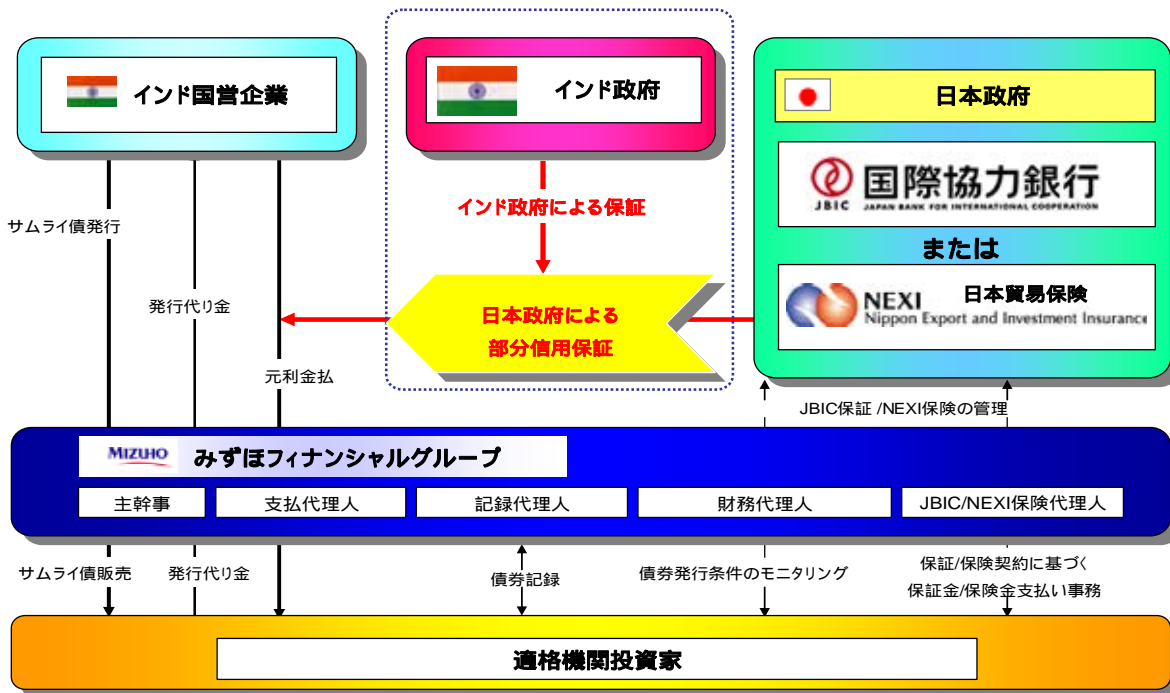 インド国営企業
インド政府
日本政府
国際協力銀行
JBIC JAPAN BANK FOR INTERNATIONAL COOPERATION
または
NEXI 日本貿易保険
Nippon Export and Investment Insurance
インド政府による保証
サムライ債発行
発行代り金
日本政府による
部分信用保証
元利金払
JBIC保証 /NEXI保険の管理
MIZUHO みずほフィナンシャルグループ
主幹事
支払代理人
記録代理人
財務代理人
JBIC/NEXI保険代理人
サムライ債販売
発行代り金
債券記録
債券発行条件のモニタリング
保証/保険契約に基づく
保証金/保険金支払い事務
適格機関投資家